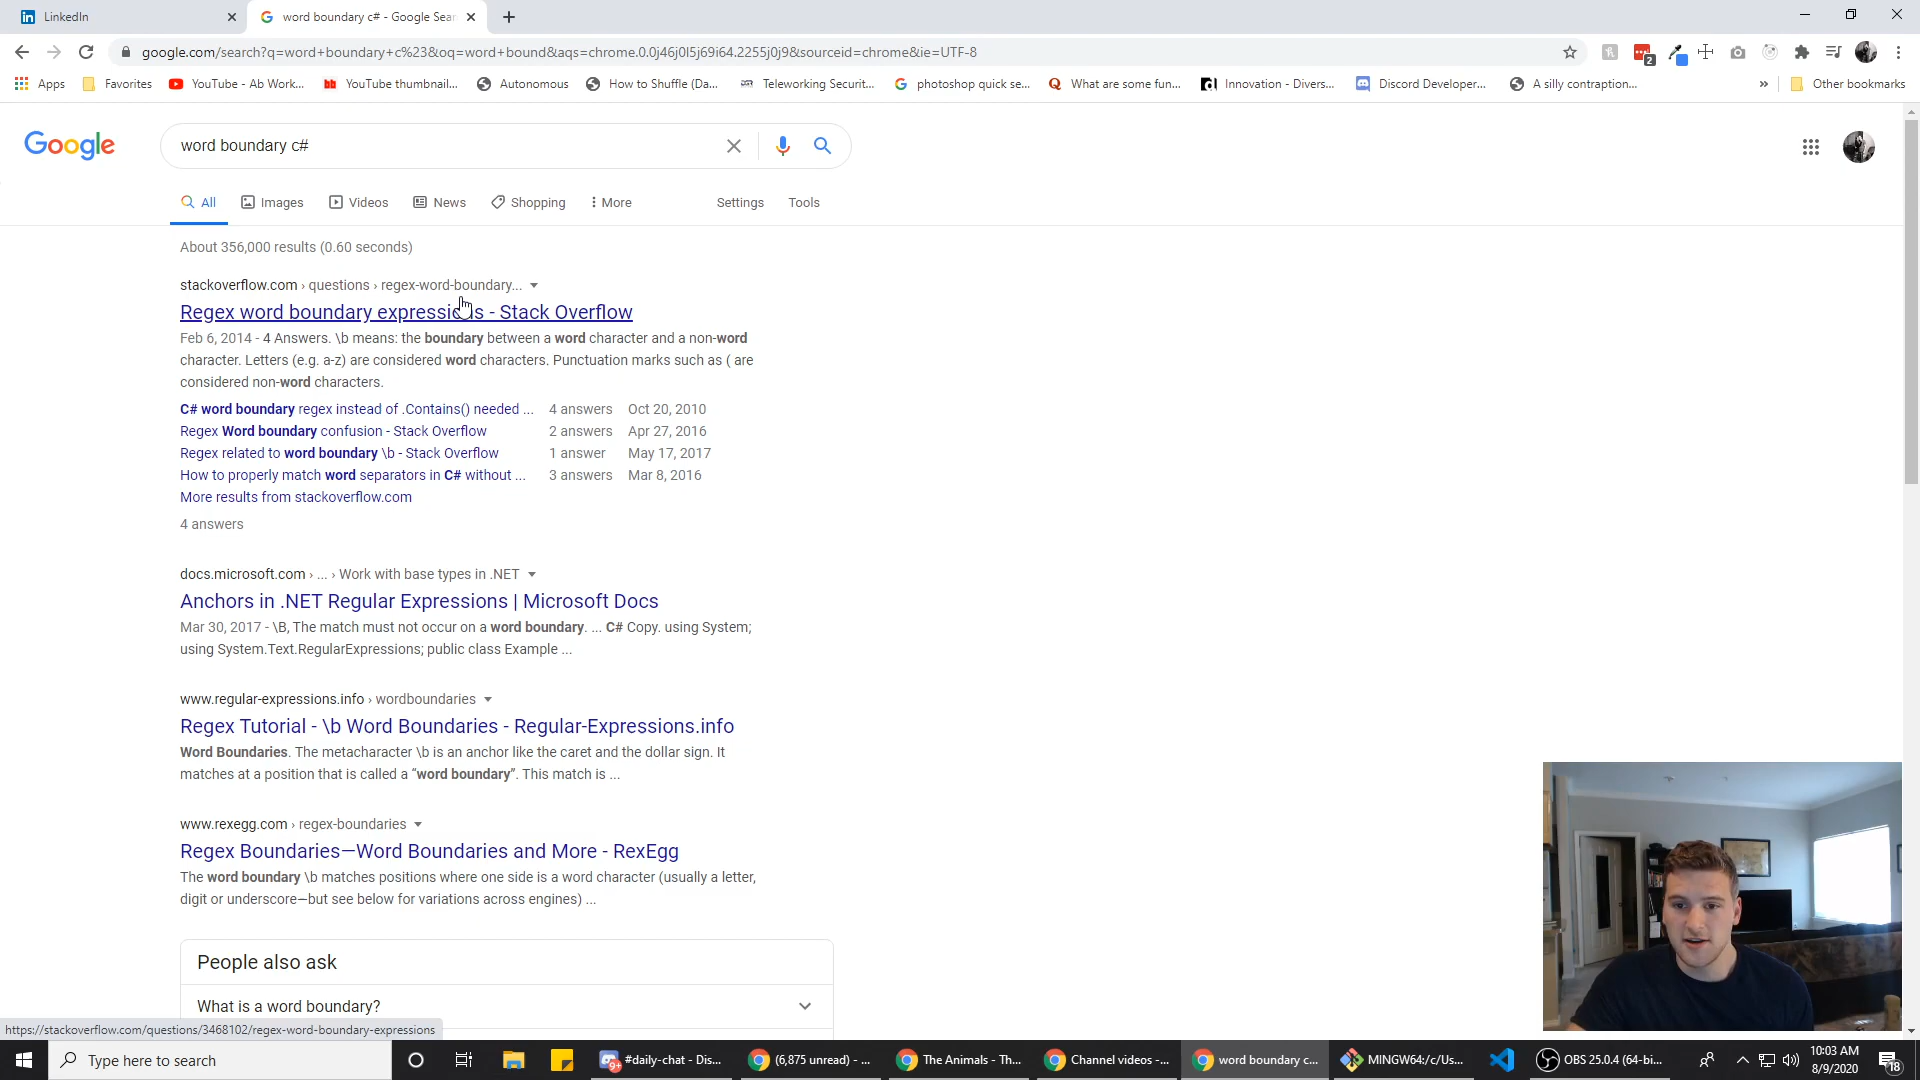 LinkedIn
word boundary c# - Google Sear
google.com/search?q=word+boundary+c%23&oq=word+bound&aqs=chrome.0.0j46j0l5j69i64.2255j0j9&sourceid=chrome&ie=UTF-8
2
Apps Favorites YouTube - Ab Work... YouTube thumbnail... Autonomous How to Shuffle (Da... Teleworking Securit... photoshop quick se... What are some fun... Innovation - Divers... Discord Developer... A silly contraption... » Other bookmarks
Google
word boundary c#
All Images Videos News Shopping More Settings Tools
About 356,000 results (0.60 seconds)
stackoverflow.com › questions › regex-word-boundary...
Regex word boundary expressions - Stack Overflow
Feb 6, 2014 - 4 Answers. \b means: the boundary between a word character and a non-word
character. Letters (e.g. a-z) are considered word characters. Punctuation marks such as ( are
considered non-word characters.
C# word boundary regex instead of .Contains() needed ... 4 answers Oct 20, 2010
Regex Word boundary confusion - Stack Overflow 2 answers Apr 27, 2016
Regex related to word boundary \b - Stack Overflow 1 answer May 17, 2017
How to properly match word separators in C# without ... 3 answers Mar 8, 2016
More results from stackoverflow.com
4 answers
docs.microsoft.com › ... › Work with base types in .NET
Anchors in .NET Regular Expressions | Microsoft Docs
Mar 30, 2017 - \B, The match must not occur on a word boundary. ... C# Copy. using System;
using System.Text.RegularExpressions; public class Example ...
www.regular-expressions.info › wordboundaries
Regex Tutorial - \b Word Boundaries - Regular-Expressions.info
Word Boundaries. The metacharacter \b is an anchor like the caret and the dollar sign. It
matches at a position that is called a “word boundary”. This match is ...
www.rexegg.com › regex-boundaries
Regex Boundaries—Word Boundaries and More - RexEgg
The word boundary \b matches positions where one side is a word character (usually a letter,
digit or underscore—but see below for variations across engines) ...
People also ask
What is a word boundary?
https://stackoverflow.com/questions/3468102/regex-word-boundary-expressions
Type here to search #daily-chat - Dis... (6,875 unread) - ... The Animals - Th... Channel videos -... word boundary c... MINGW64:/c/Us... OBS 25.0.4 (64-bi... 10:03 AM
8/9/2020
18